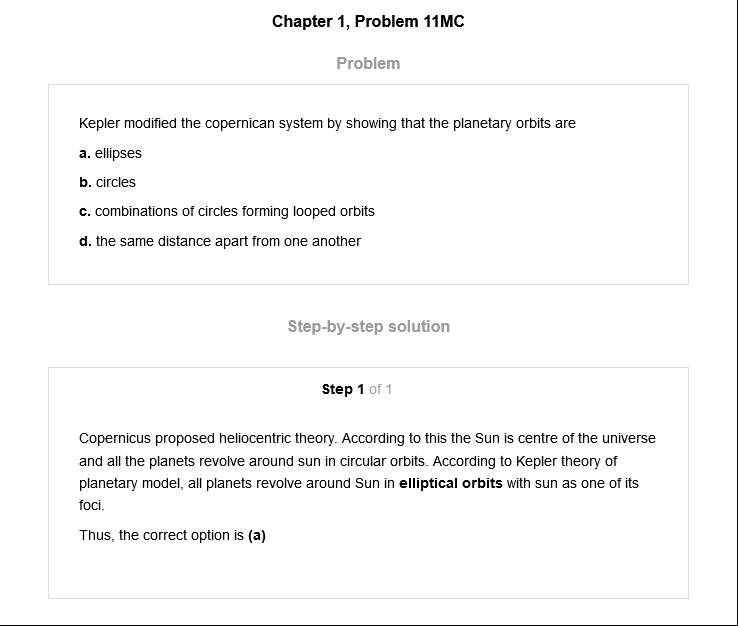 Chapter 1, Problem 11MC
Problem
Kepler modified the copernican system by showing that the planetary orbits are
a. ellipses
b. circles
c. combinations of circles forming looped orbits
d. the same distance apart from one another
Step-by-step solution
Step 1 of 1
Copernicus proposed heliocentric theory. According to this the Sun is centre of the universe
and all the planets revolve around sun in circular orbits. According to Kepler theory of
planetary model, all planets revolve around Sun in elliptical orbits with sun as one of its
foci.
Thus, the correct option is (a)